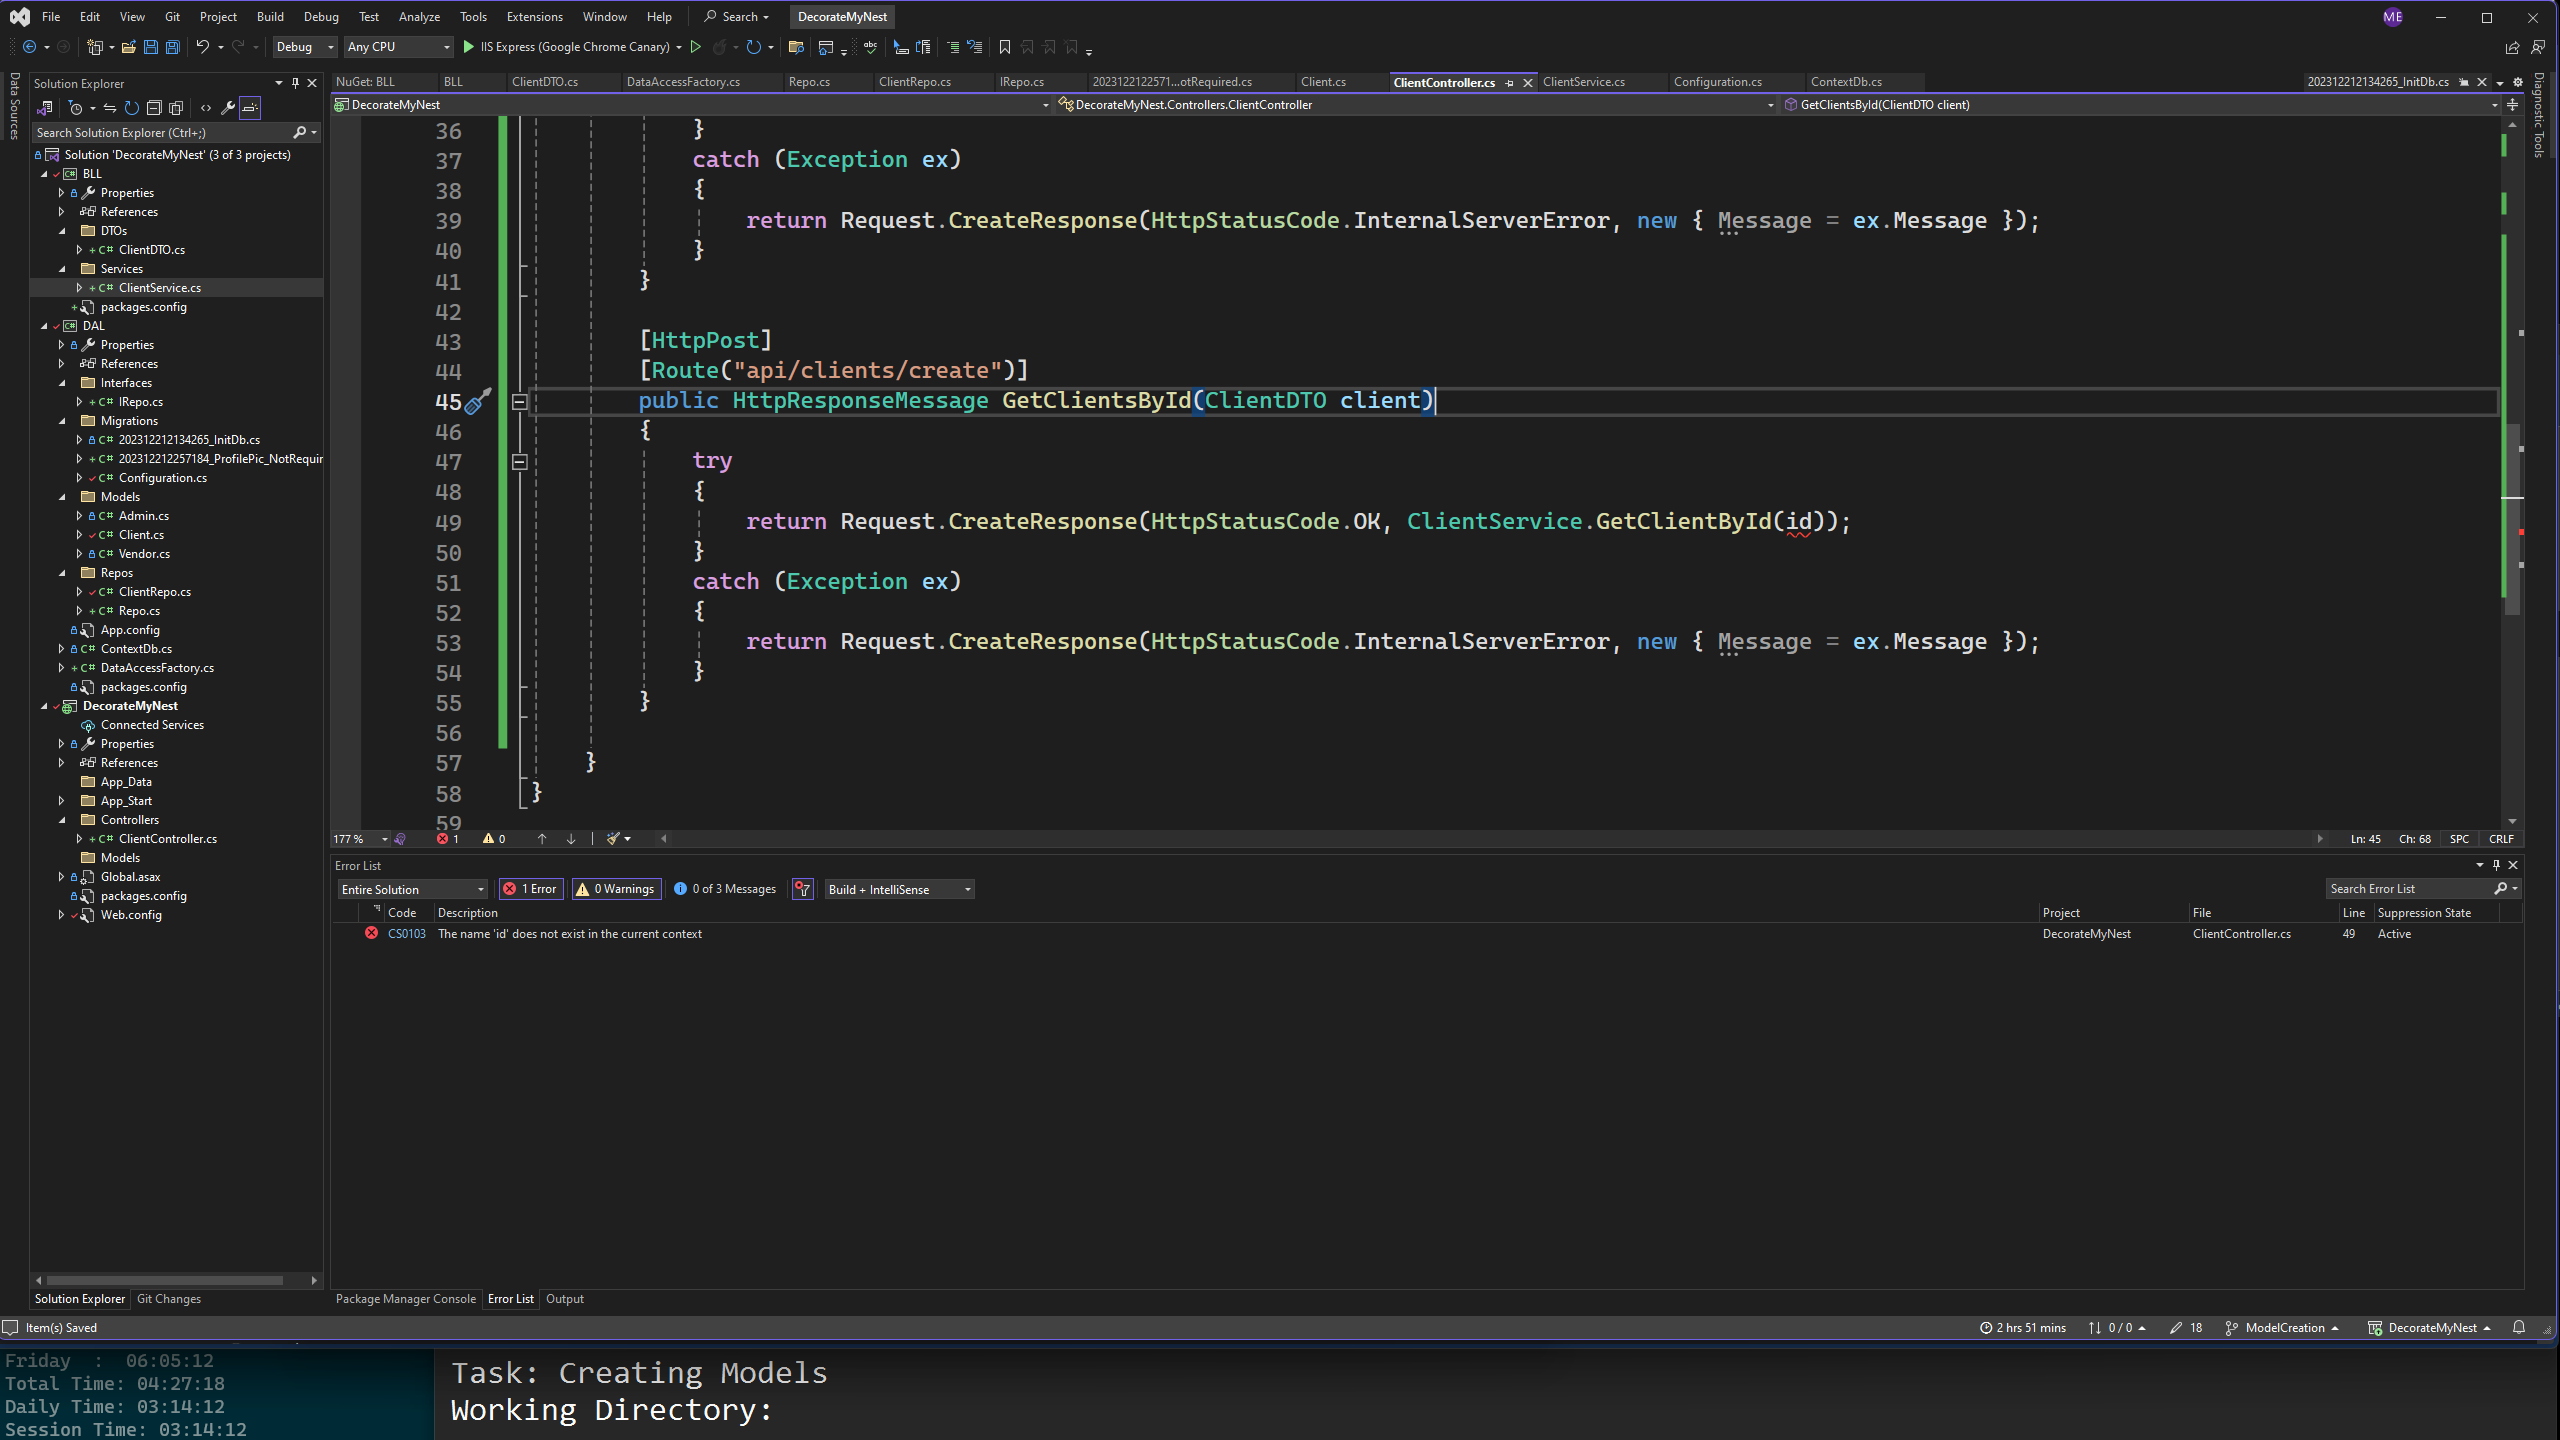 File Edit View Git Project Build Debug Test Analyze Tools Extensions Window Help Search DecorateMyNest ME
Debug Any CPU IIS Express (Google Chrome Canary)
Data Sources
Solution Explorer
Search Solution Explorer (Ctrl+;)
Solution 'DecorateMyNest' (3 of 3 projects)
BLL
Properties
References
DTOs
C# ClientDTO.cs
Services
C# ClientService.cs
packages.config
DAL
Properties
References
Interfaces
C# IRepo.cs
Migrations
C# 202312212134265_InitDb.cs
C# 202312212257184_ProfilePic_NotRequir
C# Configuration.cs
Models
C# Admin.cs
C# Client.cs
C# Vendor.cs
Repos
C# ClientRepo.cs
C# Repo.cs
App.config
C# ContextDb.cs
C# DataAccessFactory.cs
packages.config
DecorateMyNest
Connected Services
Properties
References
App_Data
App_Start
Controllers
C# ClientController.cs
Models
Global.asax
packages.config
Web.config
Solution Explorer Git Changes
NuGet: BLL BLL ClientDTO.cs DataAccessFactory.cs Repo.cs ClientRepo.cs IRepo.cs 2023122122571...otRequired.cs Client.cs ClientController.cs ClientService.cs Configuration.cs ContextDb.cs 202312212134265_InitDb.cs
DecorateMyNest DecorateMyNest.Controllers.ClientController GetClientsById(ClientDTO client)
Diagnostic Tools
36 }
37 catch (Exception ex)
38 {
39 return Request.CreateResponse(HttpStatusCode.InternalServerError, new { Message = ex.Message });
40 }
41 }
42
43 [HttpPost]
44 [Route("api/clients/create")]
45 public HttpResponseMessage GetClientsById(ClientDTO client)
46 {
47 try
48 {
49 return Request.CreateResponse(HttpStatusCode.OK, ClientService.GetClientById(id));
50 }
51 catch (Exception ex)
52 {
53 return Request.CreateResponse(HttpStatusCode.InternalServerError, new { Message = ex.Message });
54 }
55 }
56
57 }
58 }
59
177 % 1 0 Ln: 45 Ch: 68 SPC CRLF
Error List
Entire Solution 1 Error 0 Warnings 0 of 3 Messages Build + IntelliSense Search Error List
Code Description Project File Line Suppression State
CS0103 The name 'id' does not exist in the current context DecorateMyNest ClientController.cs 49 Active
Package Manager Console Error List Output
Item(s) Saved 2 hrs 51 mins 0 / 0 18 ModelCreation DecorateMyNest
Friday : 06:05:12
Total Time: 04:27:18
Daily Time: 03:14:12
Session Time: 03:14:12
Task: Creating Models
Working Directory: